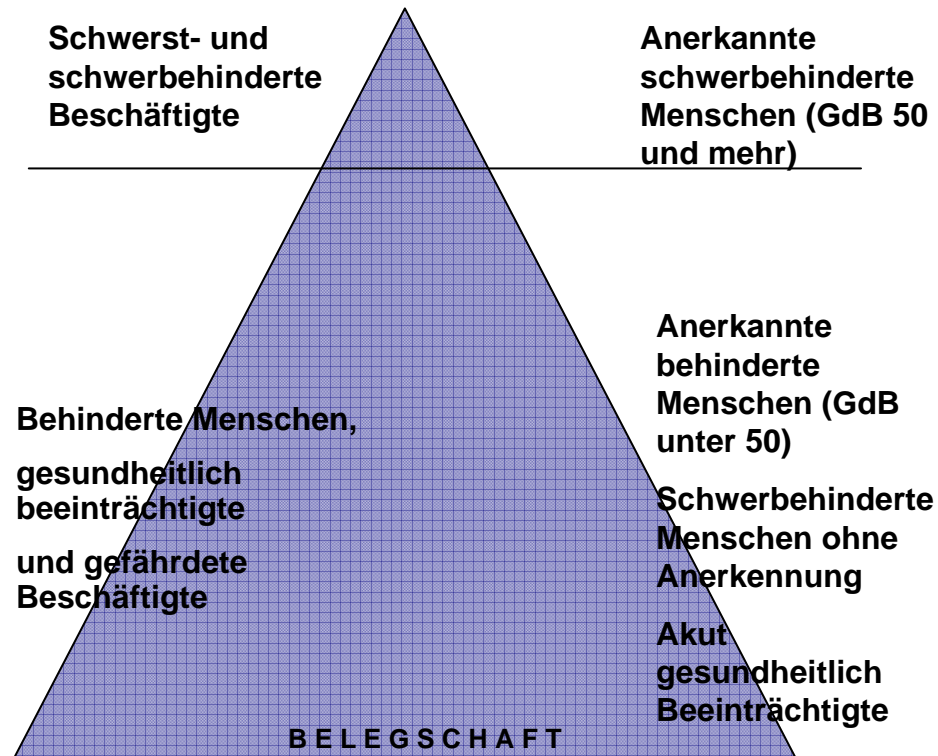 Schwerst- und
schwerbehinderte
Beschäftigte
Anerkannte
schwerbehinderte
Menschen (GdB 50
und mehr)
Behinderte Menschen,
gesundheitlich
beeinträchtigte
und gefährdete
Beschäftigte
Anerkannte
behinderte
Menschen (GdB
unter 50)
Schwerbehinderte
Menschen ohne
Anerkennung
Akut
gesundheitlich
Beeinträchtigte
BELEGSCHAFT